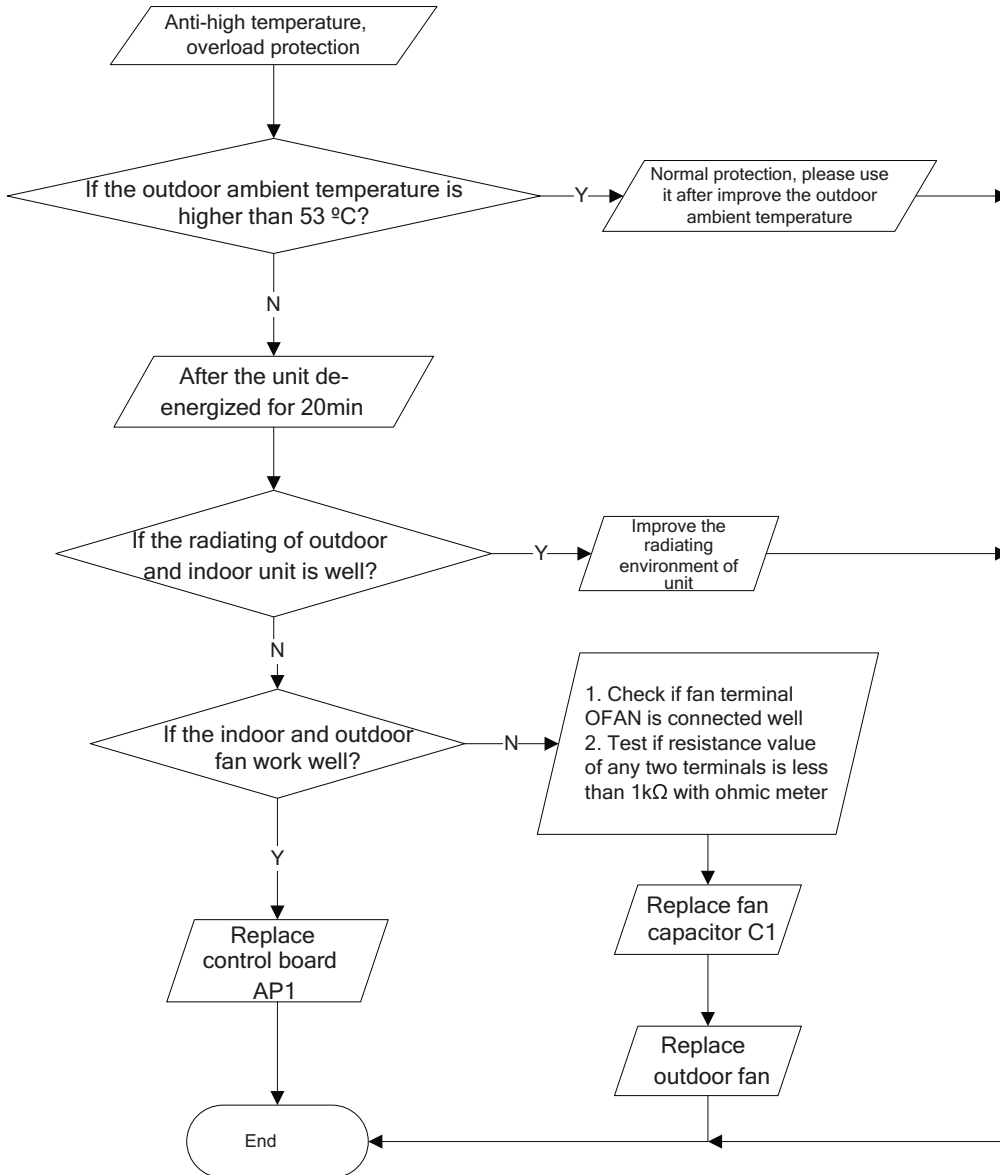 Anti-high temperature,
overload protection
If the outdoor ambient temperature is
higher than 53 ºC?
Y
Normal protection, please use
it after improve the outdoor
ambient temperature
N
After the unit de-
energized for 20min
If the radiating of outdoor
and indoor unit is well?
Y
Improve the
radiating
environment of
unit
N
If the indoor and outdoor
fan work well?
N
1. Check if fan terminal
OFAN is connected well
2. Test if resistance value
of any two terminals is less
than 1kΩ with ohmic meter
Y
Replace fan
capacitor C1
Replace
control board
AP1
Replace
outdoor fan
End